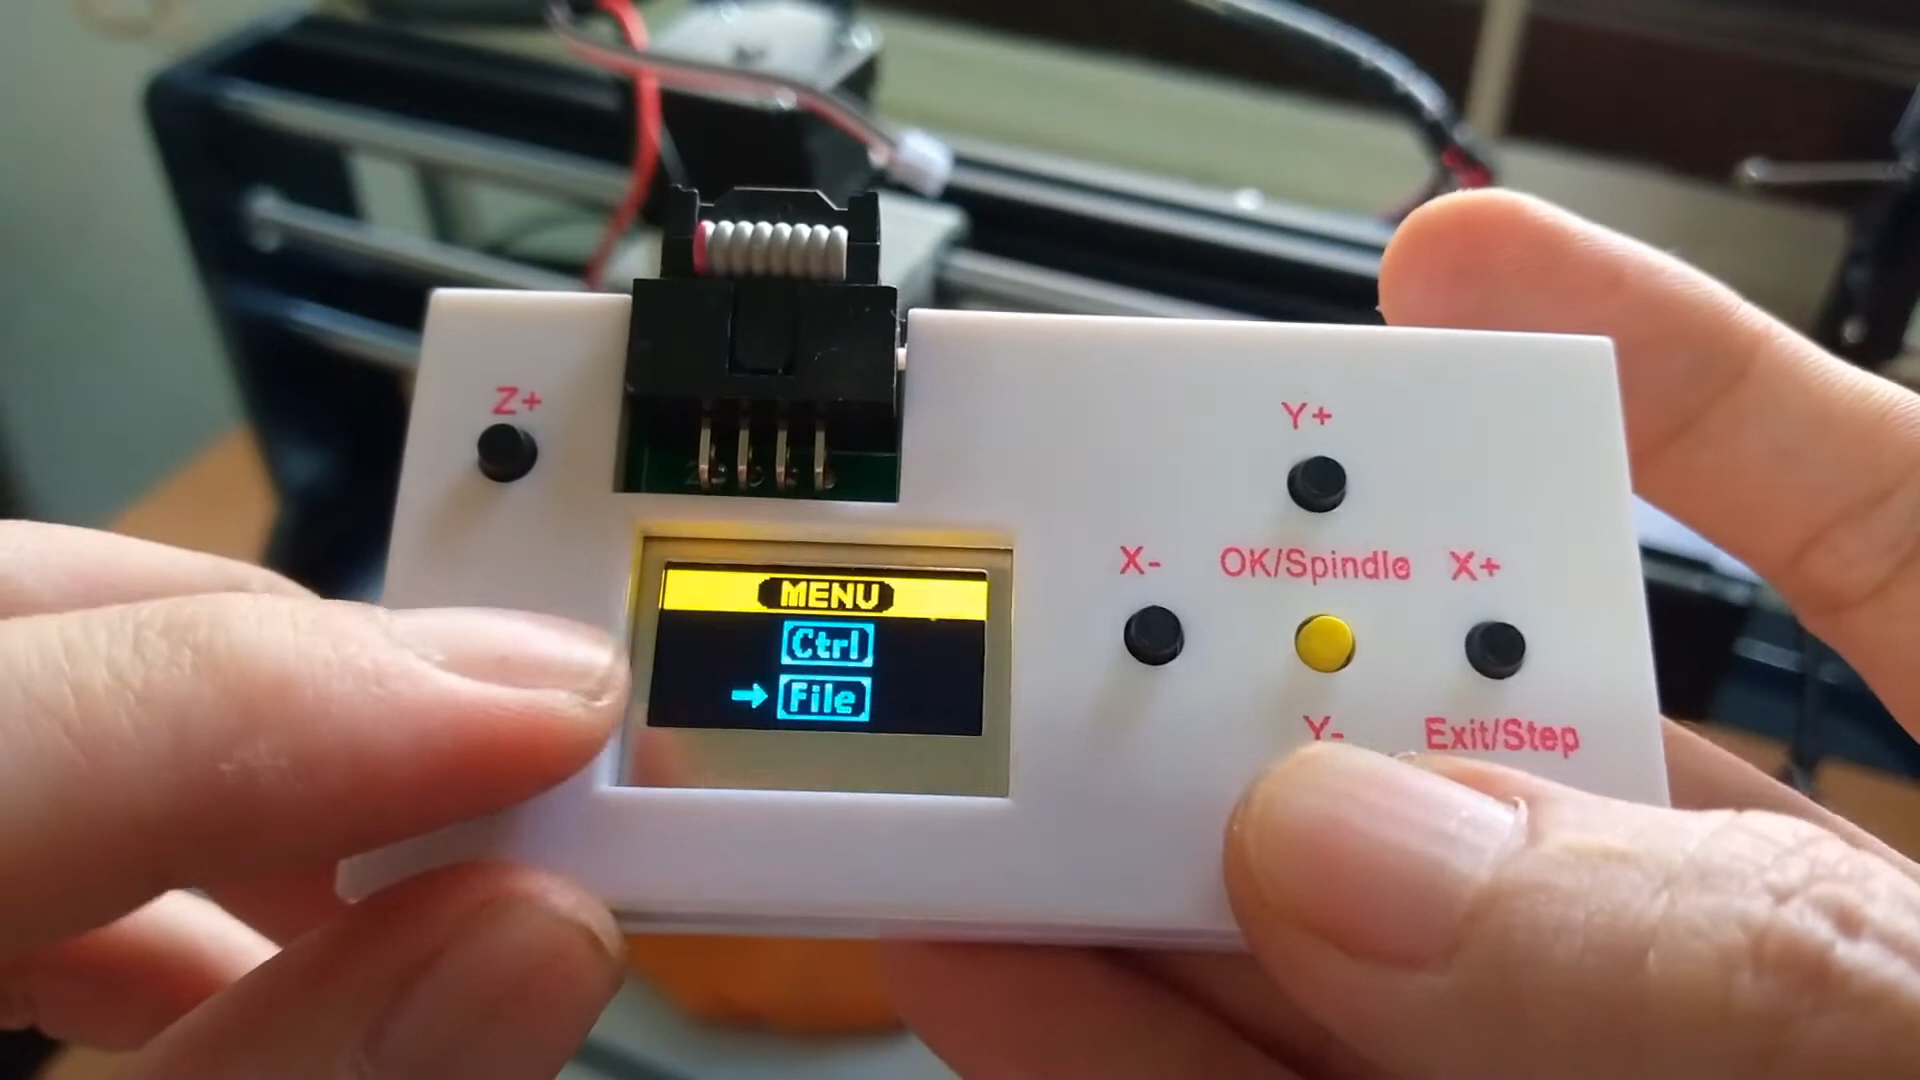 Z+
Y+
X- OK/Spindle X+
MENU
Ctrl
File
Y- Exit/Step